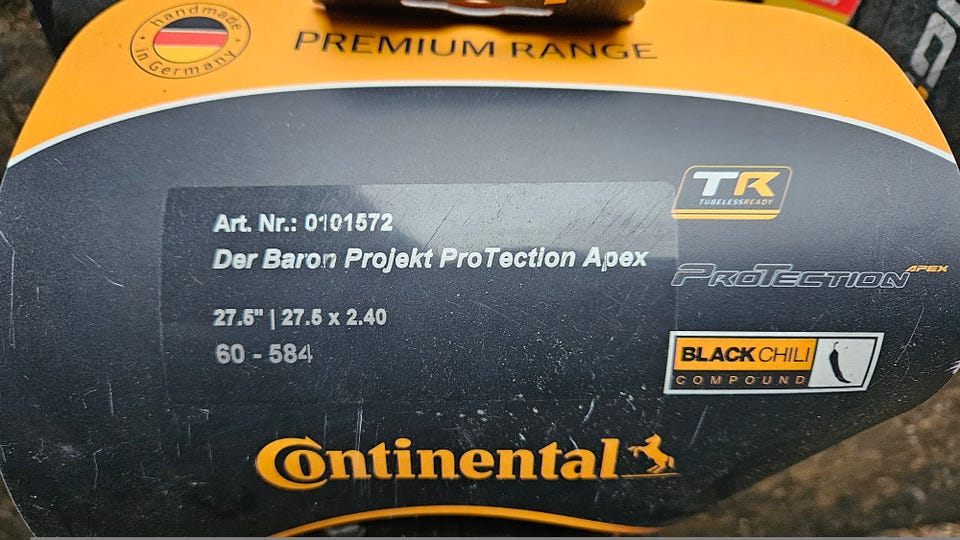 handmade
in Germany
PREMIUM RANGE
Art. Nr.: 0101572
Der Baron Projekt ProTection Apex
27.5" | 27.5 x 2.40
60 - 584
TR
TUBELESSREADY
PROTECTION APEX
BLACK CHILI
COMPOUND
Continental